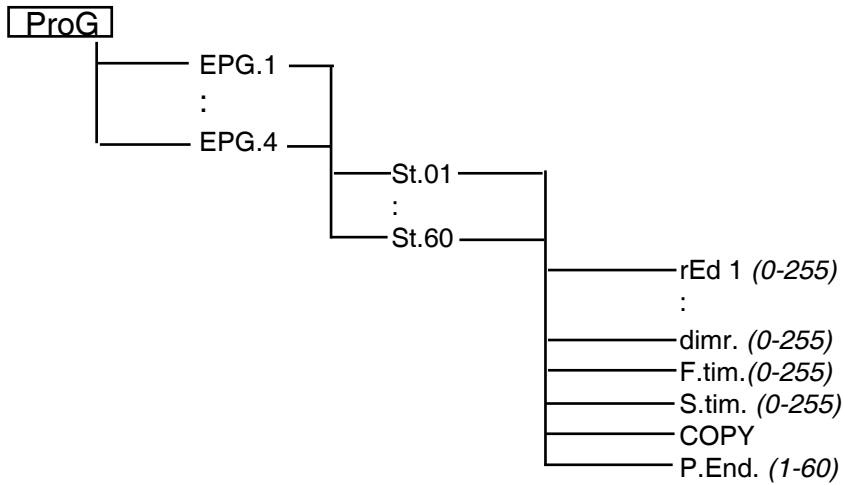 ProG
EPG.1
:
EPG.4
St.01
:
St.60
rEd 1 (0-255)
:
dimr. (0-255)
F.tim.(0-255)
S.tim. (0-255)
COPY
P.End. (1-60)